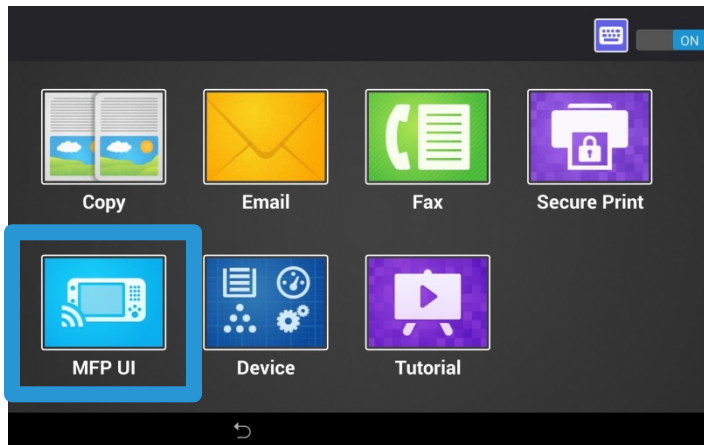 ON
Copy
Email
Fax
Secure Print
MFP UI
Device
Tutorial